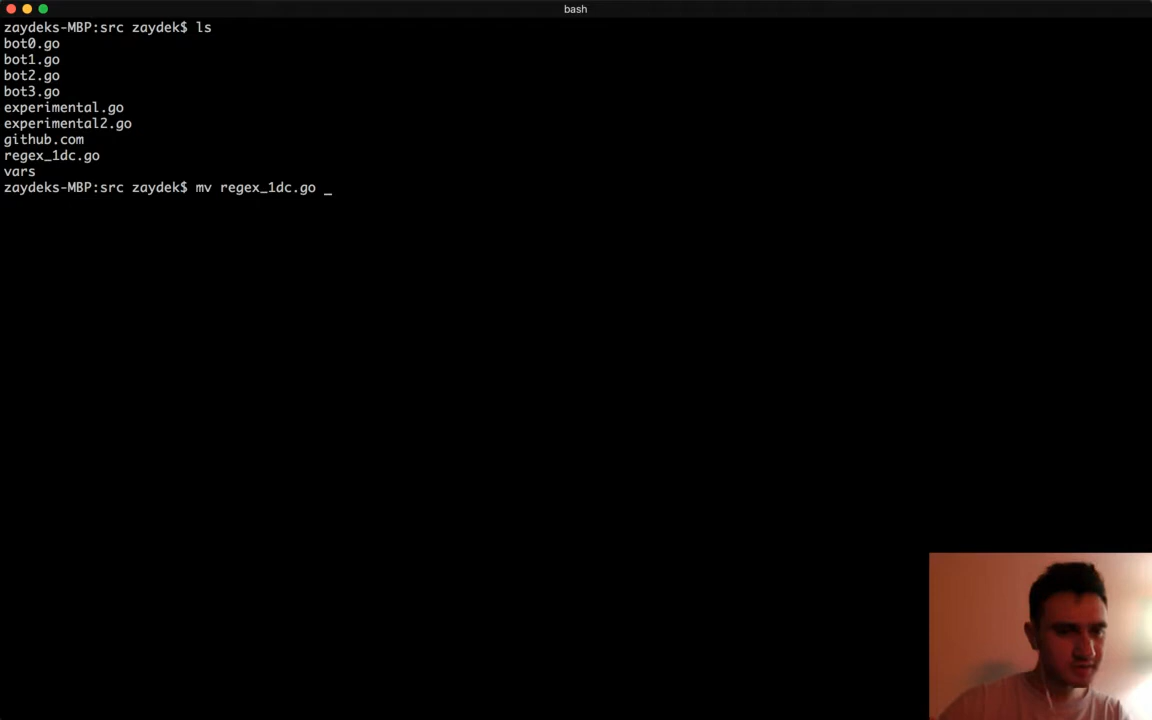 bash
zaydeks-MBP:src zaydek$ ls
bot0.go
bot1.go
bot2.go
bot3.go
experimental.go
experimental2.go
github.com
regex_1dc.go
vars
zaydeks-MBP:src zaydek$ mv regex_1dc.go _